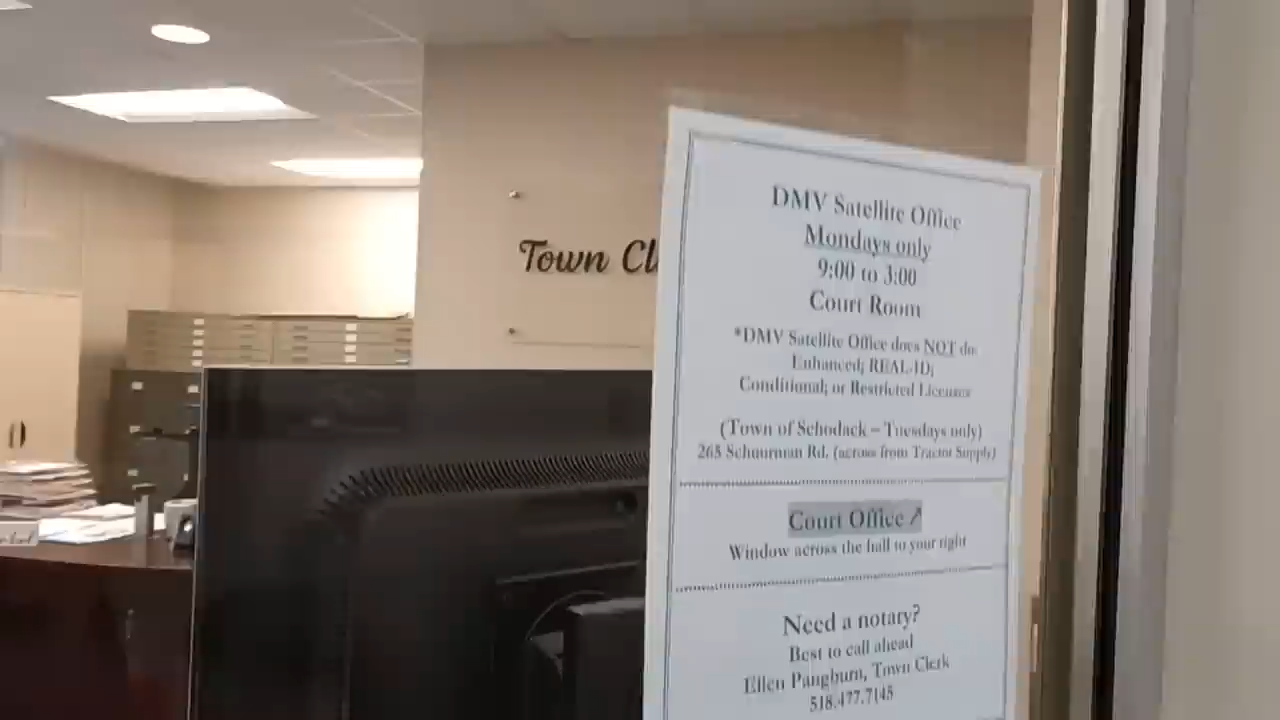 Town Cl
DMV Satellite Office
Mondays only
9:00 to 3:00
Court Room
*DMV Satellite Office does NOT do
Enhanced; REAL-ID;
Conditional; or Restricted Licenses
(Town of Schodack – Tuesdays only)
265 Schuurman Rd. (across from Tractor Supply)
Court Office ↗
Window across the hall to your right
Need a notary?
Best to call ahead
Ellen Pangburn, Town Clerk
518.477.7145